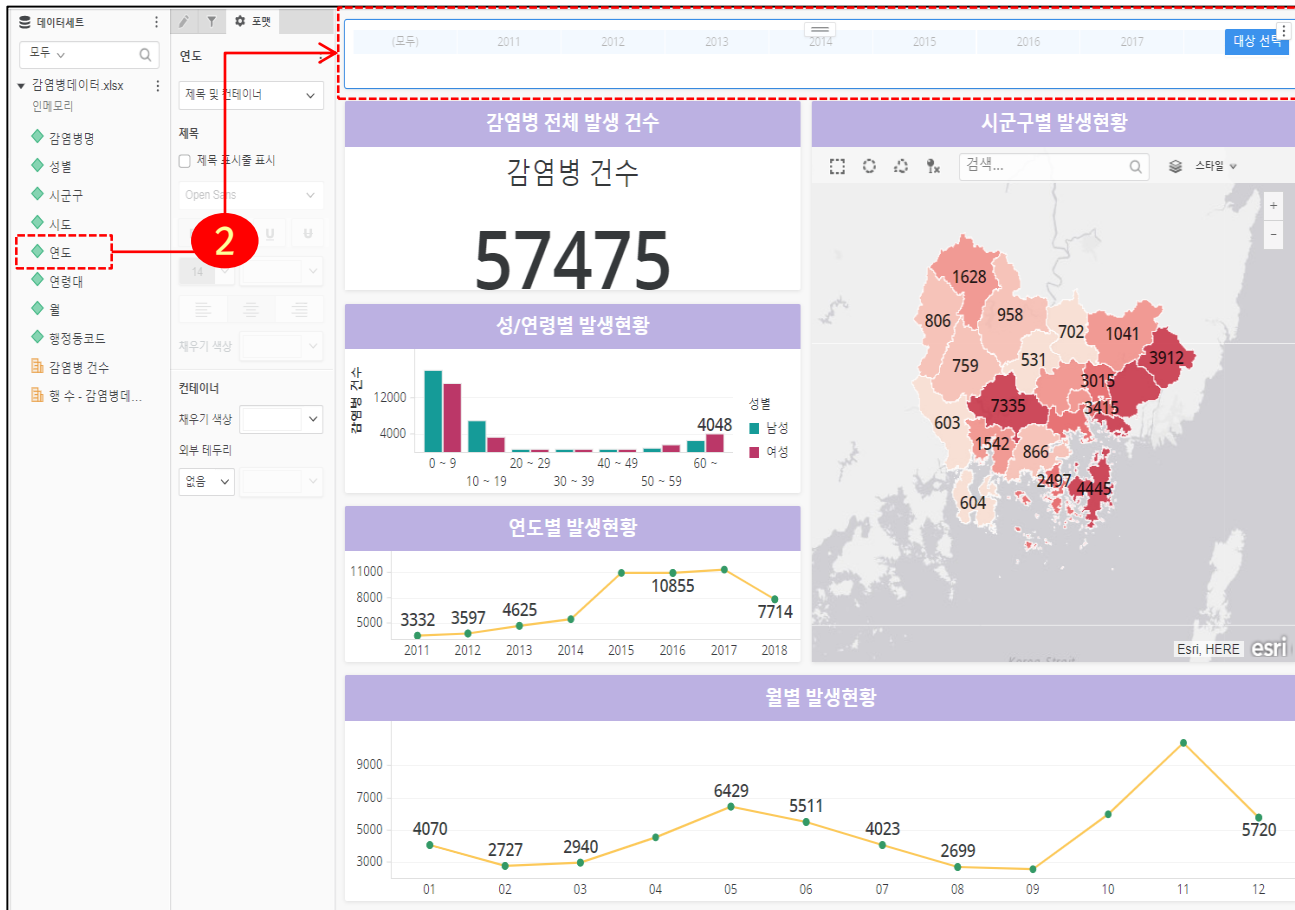 데이터세트
모두
감염병데이터.xlsx
인메모리
감염병명
성별
시군구
시도
연도
연령대
월
행정동코드
감염병 건수
행 수 - 감염병데...
포맷
연도
제목 및 컨테이너
제목
제목 표시줄 표시
Open Sans
U
14
채우기 색상
컨테이너
채우기 색상
외부 테두리
없음
2
(모두) 2011 2012 2013 2014 2015 2016 2017
대상 선택
감염병 전체 발생 건수
감염병 건수
57475
성/연령별 발생현황
감염병 건수
12000
4000
4048
0 ~ 9 20 ~ 29 40 ~ 49 60 ~
10 ~ 19 30 ~ 39 50 ~ 59
성별
남성
여성
연도별 발생현황
11000
8000
5000
3332 3597 4625 10855 7714
2011 2012 2013 2014 2015 2016 2017 2018
시군구별 발생현황
검색...
스타일
+
−
1628
806 958 702 1041
759 531 3912
3015
7335 3415
603
1542 866
2497 4445
604
Korea Strait
Esri, HERE esri
월별 발생현황
9000
7000
5000
3000
4070 2727 2940 6429 5511 4023 2699 5720
01 02 03 04 05 06 07 08 09 10 11 12